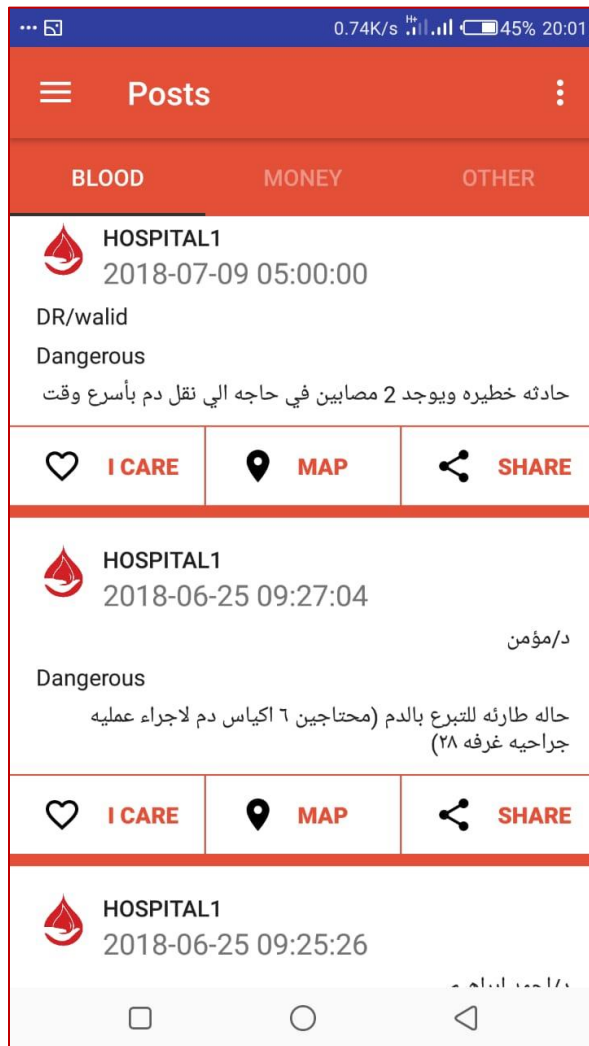 0.74K/s H+ 45% 20:01
Posts
BLOOD MONEY OTHER
HOSPITAL1
2018-07-09 05:00:00
DR/walid
Dangerous
حادثه خطيره ويوجد 2 مصابين في حاجه الي نقل دم بأسرع وقت
I CARE MAP SHARE
HOSPITAL1
2018-06-25 09:27:04
د/مؤمن
Dangerous
حاله طارئه للتبرع بالدم (محتاجين ٦ اكياس دم لاجراء عمليه
جراحيه غرفه ٢٨)
I CARE MAP SHARE
HOSPITAL1
2018-06-25 09:25:26